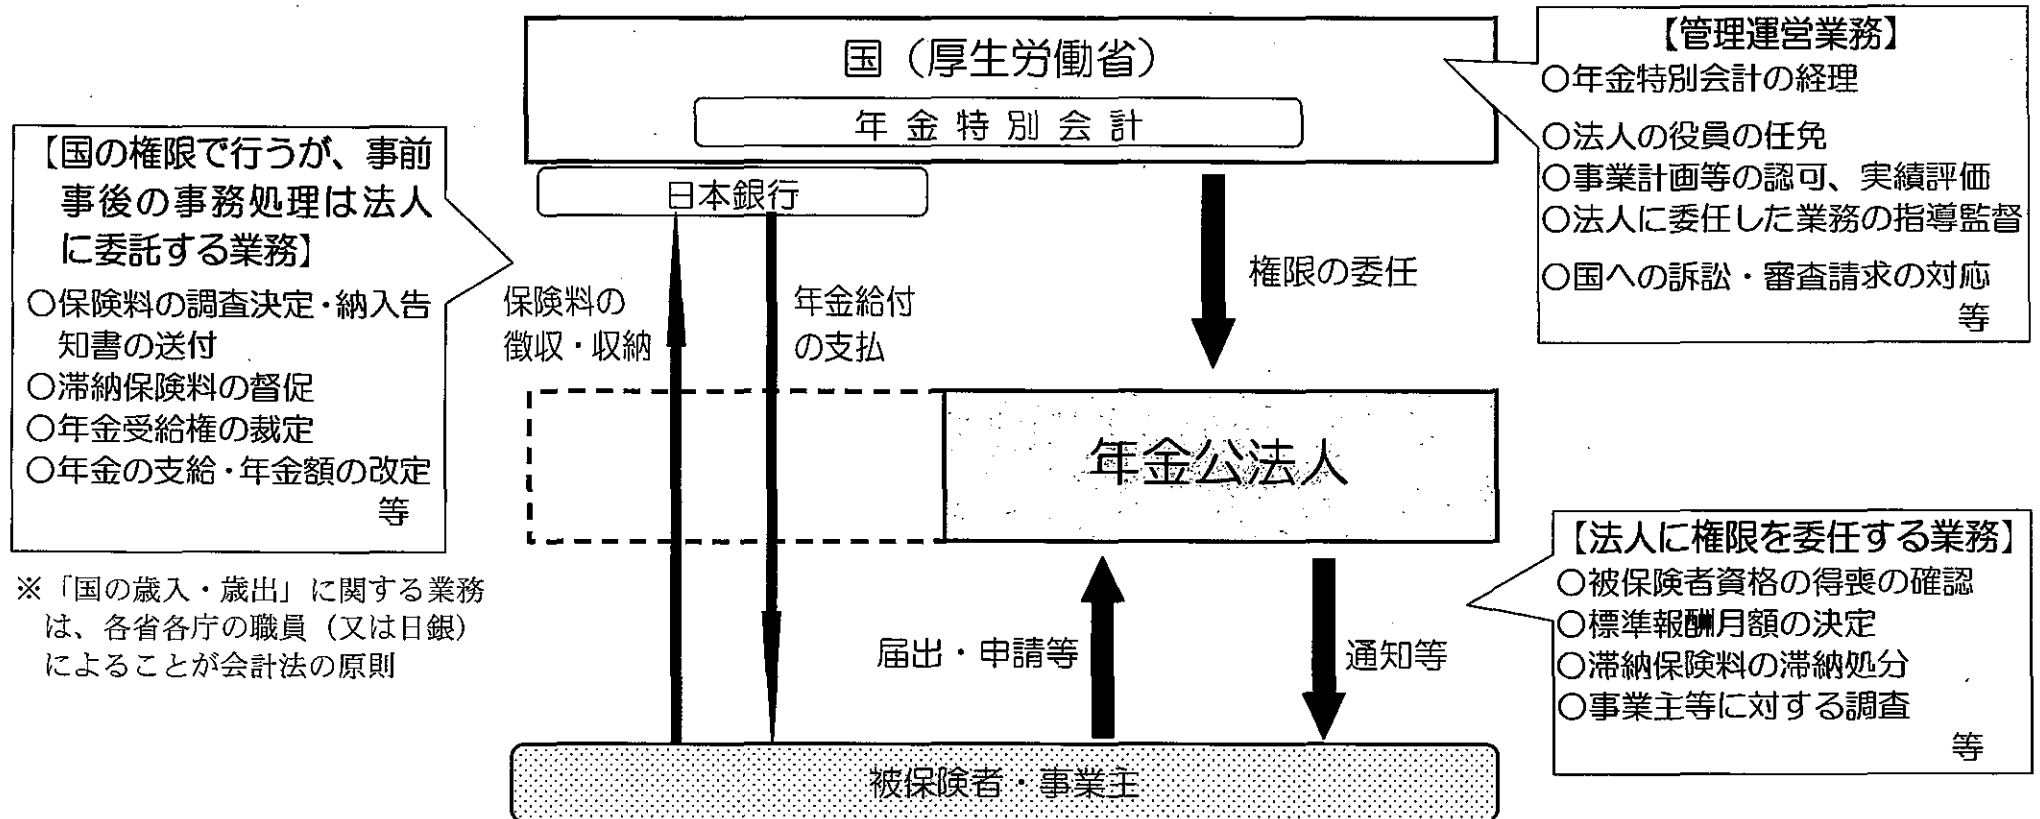 国（厚生労働省）
年金特別会計
日本銀行
【管理運営業務】
○年金特別会計の経理
○法人の役員の任免
○事業計画等の認可、実績評価
○法人に委任した業務の指導監督
○国への訴訟・審査請求の対応
等
【国の権限で行うが、事前
事後の事務処理は法人
に委託する業務】
○保険料の調査決定・納入告
知書の送付
○滞納保険料の督促
○年金受給権の裁定
○年金の支給・年金額の改定
等
※「国の歳入・歳出」に関する業務
は、各省各庁の職員（又は日銀）
によることが会計法の原則
保険料の
徴収・収納
年金給付
の支払
権限の委任
年金公法人
届出・申請等
通知等
【法人に権限を委任する業務】
○被保険者資格の得喪の確認
○標準報酬月額の決定
○滞納保険料の滞納処分
○事業主等に対する調査
等
被保険者・事業主